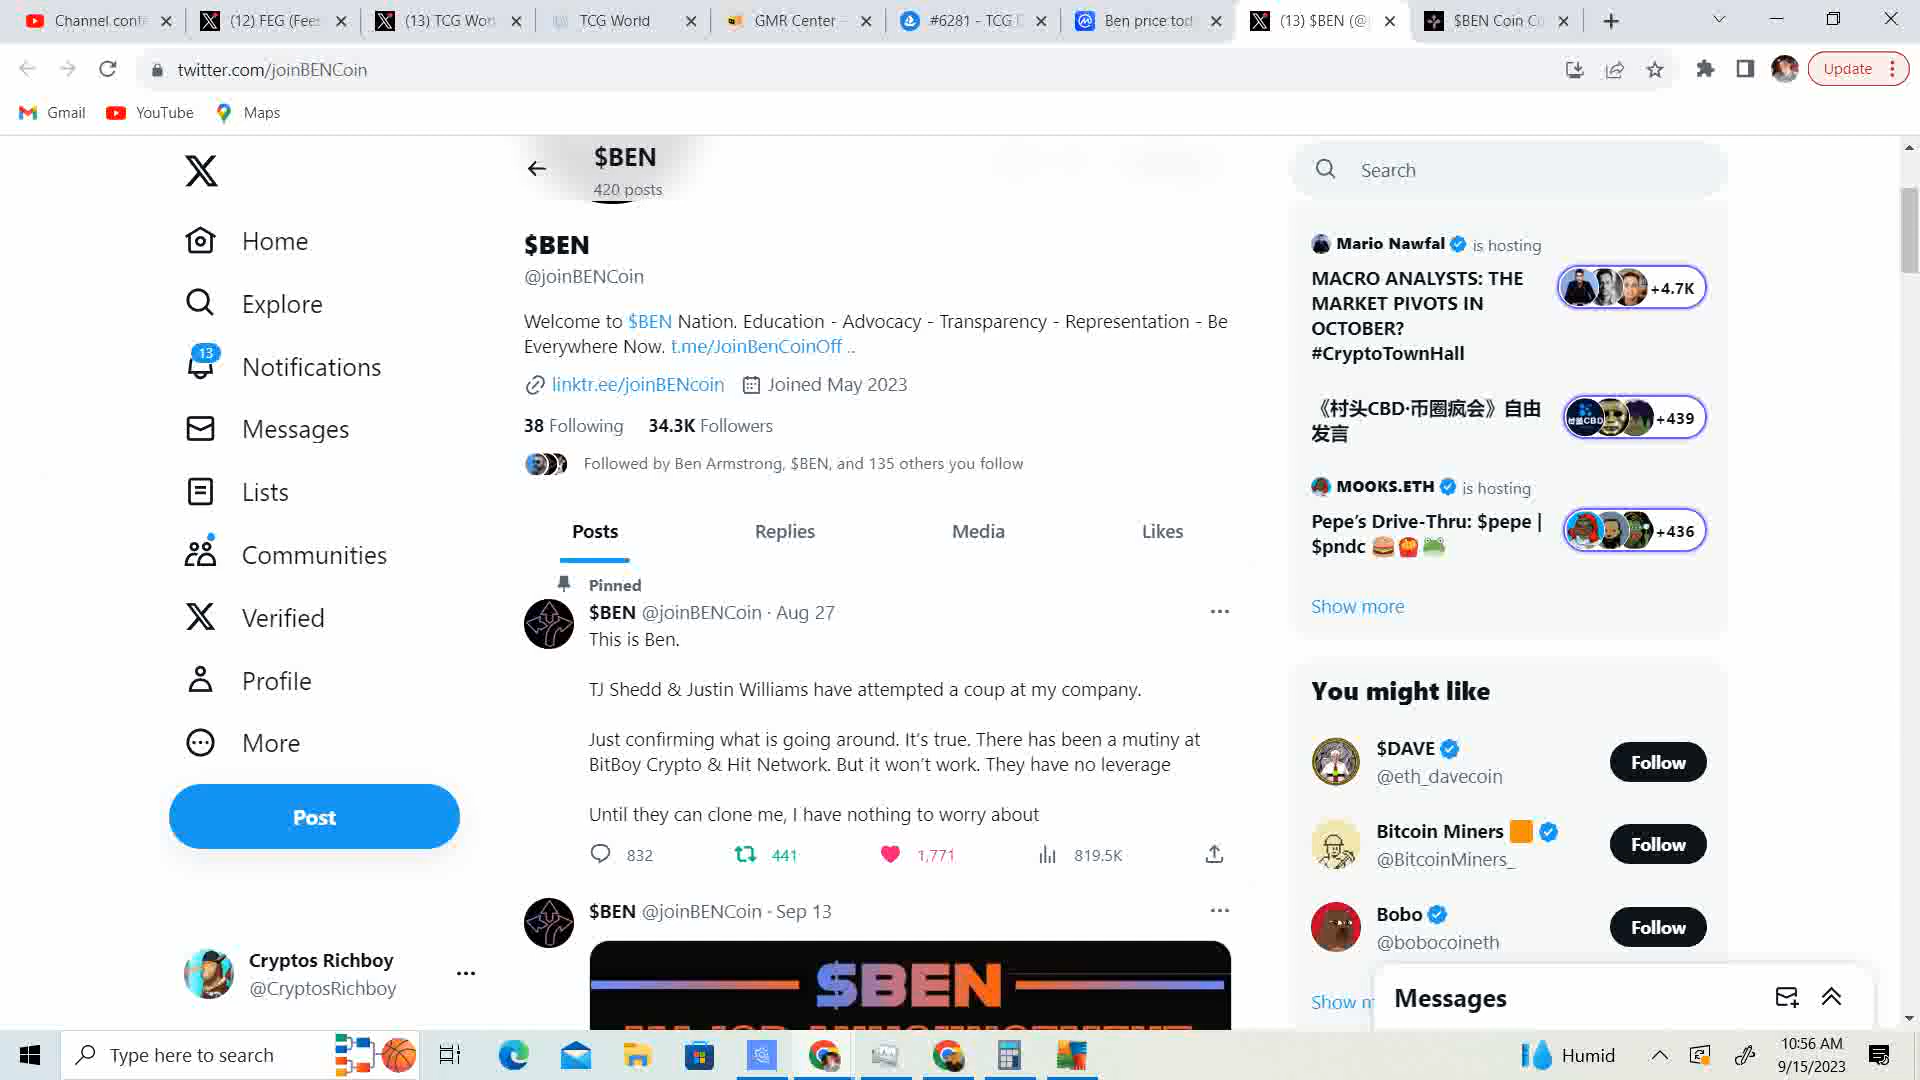 Channel conte
(12) FEG (Fee
(13) TCG Wor
TCG World
GMR Center –
#6281 - TCG
Ben price tod
(13) $BEN (@
$BEN Coin C
twitter.com/joinBENCoin
Update
Gmail
YouTube
Maps
$BEN
420 posts
Home
Explore
13
Notifications
Messages
Lists
Communities
Verified
Profile
More
Post
Cryptos Richboy
@CryptosRichboy
$BEN
@joinBENCoin
Welcome to $BEN Nation. Education - Advocacy - Transparency - Representation - Be
Everywhere Now. t.me/JoinBenCoinOff ..
linktr.ee/joinBENcoin Joined May 2023
38 Following 34.3K Followers
Followed by Ben Armstrong, $BEN, and 135 others you follow
Posts Replies Media Likes
Pinned
$BEN @joinBENCoin · Aug 27
This is Ben.
TJ Shedd & Justin Williams have attempted a coup at my company.
Just confirming what is going around. It's true. There has been a mutiny at
BitBoy Crypto & Hit Network. But it won't work. They have no leverage
Until they can clone me, I have nothing to worry about
832 441 1,771 819.5K
$BEN @joinBENCoin · Sep 13
$BEN
Search
Mario Nawfal is hosting
MACRO ANALYSTS: THE
MARKET PIVOTS IN
OCTOBER?
#CryptoTownHall
+4.7K
《村头CBD·币圈疯会》自由
发言
+439
MOOKS.ETH is hosting
Pepe's Drive-Thru: $pepe |
$pndc 🍔🍟🐸
+436
Show more
You might like
$DAVE
@eth_davecoin
Follow
Bitcoin Miners 🟧
@BitcoinMiners_
Follow
Bobo
@bobocoineth
Follow
Show m
Messages
Type here to search
Humid
10:56 AM
9/15/2023